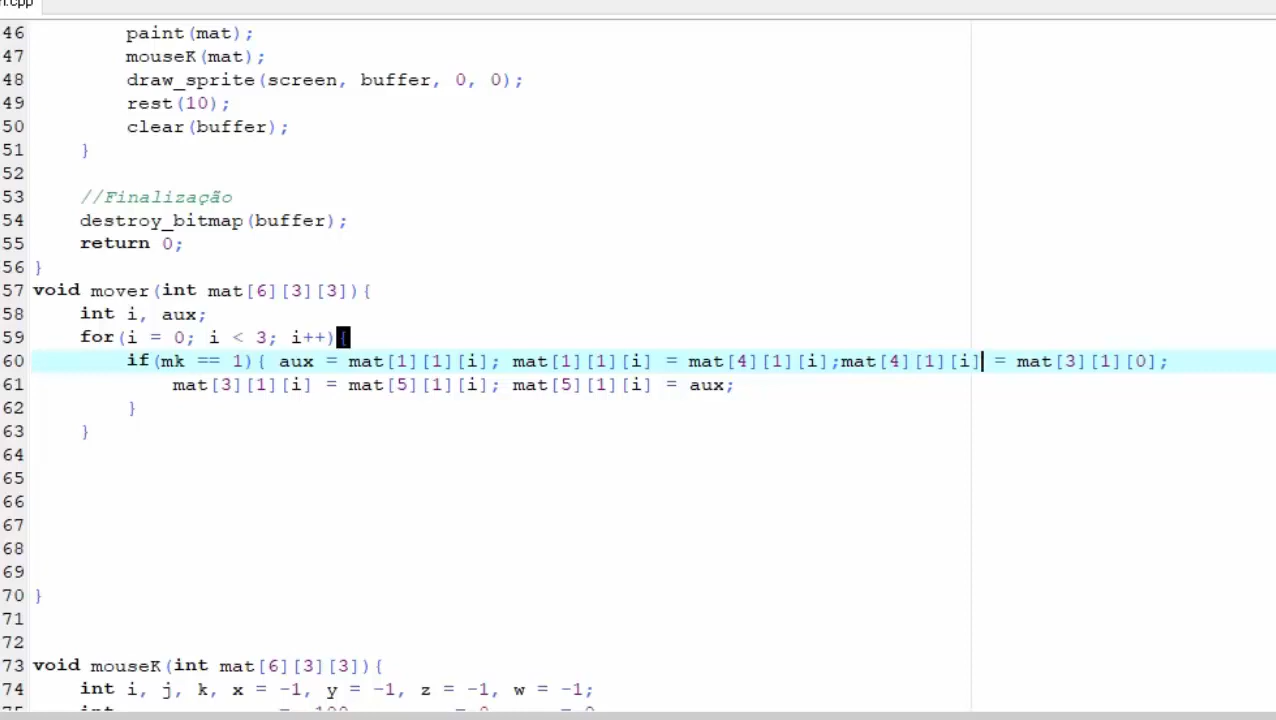 n.cpp
46 paint(mat);
47 mouseK(mat);
48 draw_sprite(screen, buffer, 0, 0);
49 rest(10);
50 clear(buffer);
51 }
52
53 //Finalização
54 destroy_bitmap(buffer);
55 return 0;
56 }
57 void mover(int mat[6][3][3]){
58 int i, aux;
59 for(i = 0; i < 3; i++){
60 if(mk == 1){ aux = mat[1][1][i]; mat[1][1][i] = mat[4][1][i];mat[4][1][i] = mat[3][1][0];
61 mat[3][1][i] = mat[5][1][i]; mat[5][1][i] = aux;
62 }
63 }
64
65
66
67
68
69
70 }
71
72
73 void mouseK(int mat[6][3][3]){
74 int i, j, k, x = -1, y = -1, z = -1, w = -1;